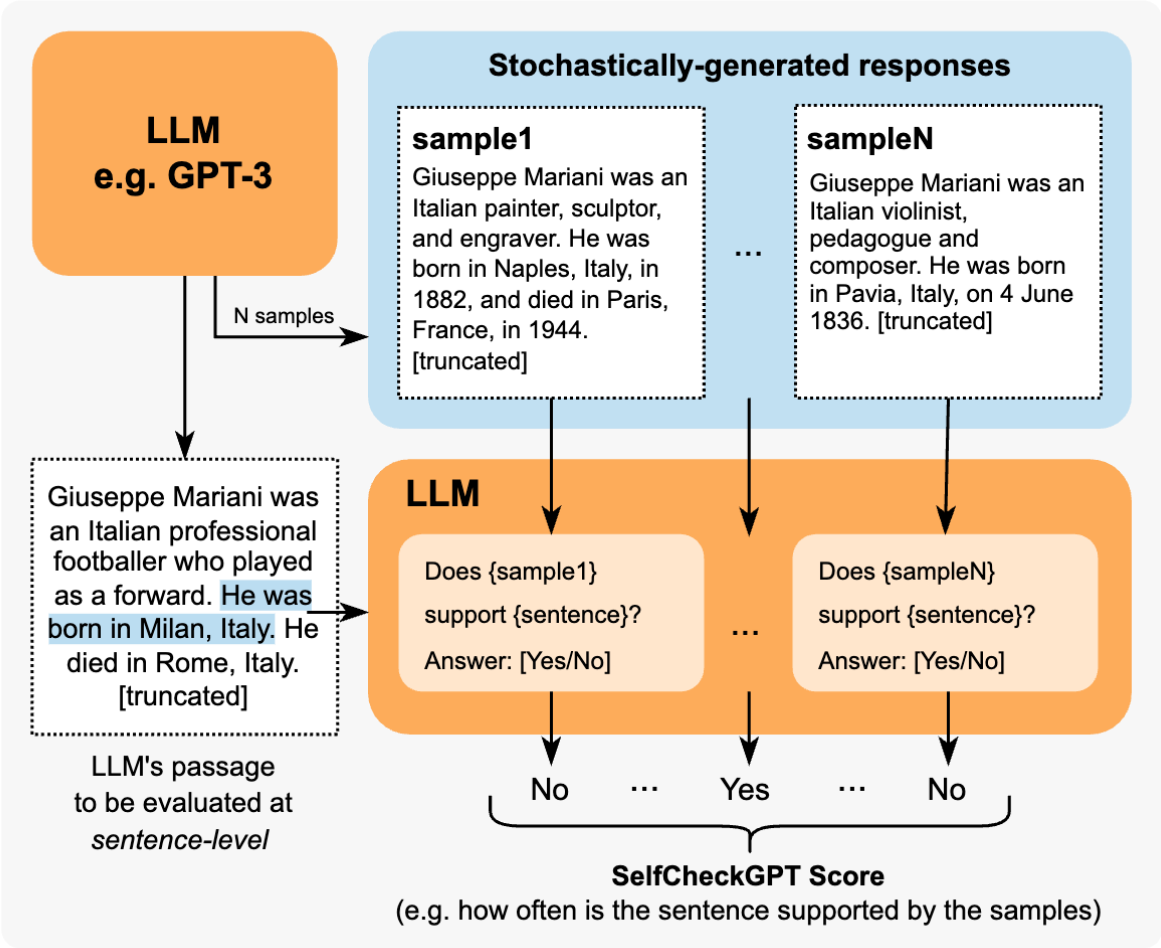 LLM
e.g. GPT-3
Stochastically-generated responses
sample1
Giuseppe Mariani was an
Italian painter, sculptor,
and engraver. He was
born in Naples, Italy, in
1882, and died in Paris,
France, in 1944.
[truncated]
...
sampleN
Giuseppe Mariani was an
Italian violinist,
pedagogue and
composer. He was born
in Pavia, Italy, on 4 June
1836. [truncated]
N samples
Giuseppe Mariani was
an Italian professional
footballer who played
as a forward. He was
born in Milan, Italy. He
died in Rome, Italy.
[truncated]
LLM's passage
to be evaluated at
sentence-level
LLM
Does {sample1}
support {sentence}?
Answer: [Yes/No]
...
Does {sampleN}
support {sentence}?
Answer: [Yes/No]
No ... Yes ... No
SelfCheckGPT Score
(e.g. how often is the sentence supported by the samples)